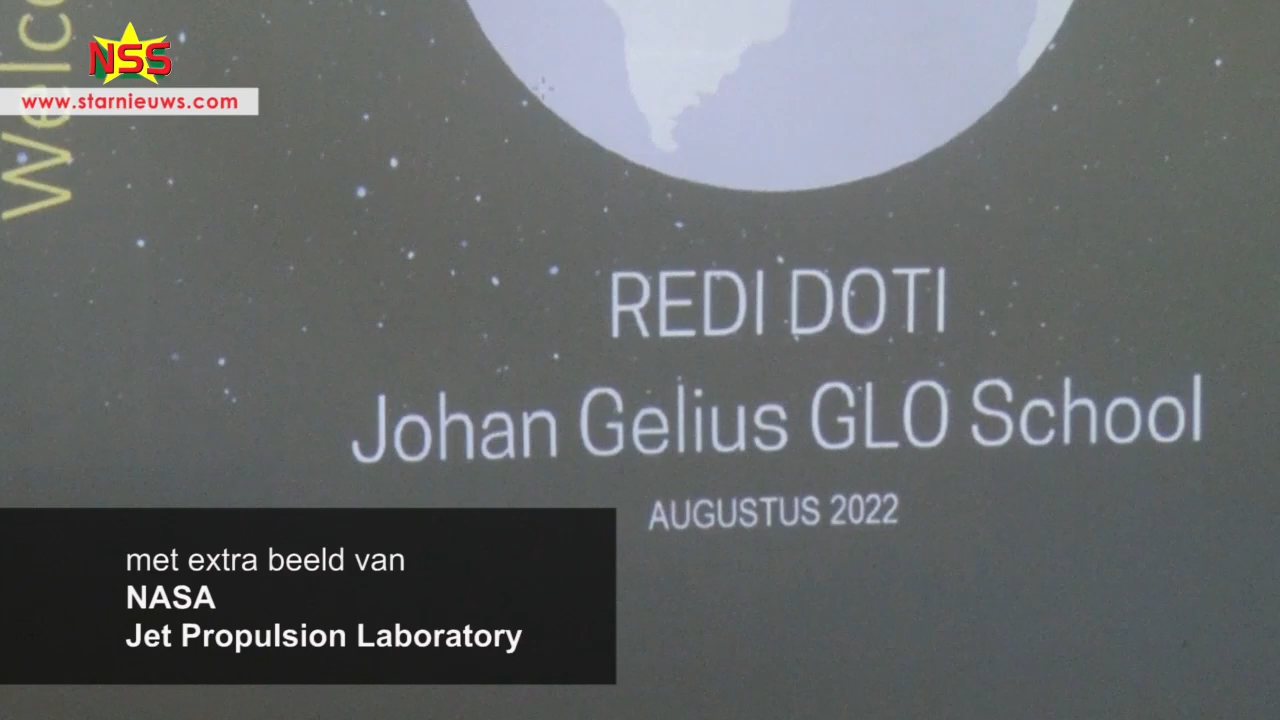 NSS
www.starnieuws.com
Welc
REDI DOTI
Johan Gelius GLO School
AUGUSTUS 2022
met extra beeld van
NASA
Jet Propulsion Laboratory